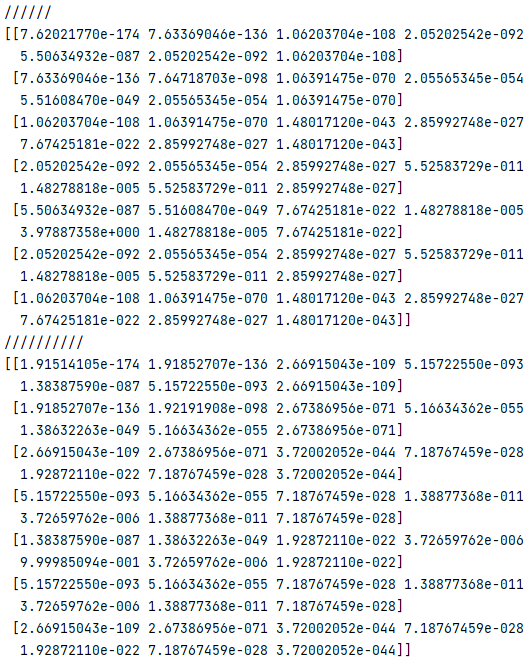 //////
[[7.62021770e-174 7.63369046e-136 1.06203704e-108 2.05202542e-092
5.50634932e-087 2.05202542e-092 1.06203704e-108]
[7.63369046e-136 7.64718703e-098 1.06391475e-070 2.05565345e-054
5.51608470e-049 2.05565345e-054 1.06391475e-070]
[1.06203704e-108 1.06391475e-070 1.48017120e-043 2.85992748e-027
7.67425181e-022 2.85992748e-027 1.48017120e-043]
[2.05202542e-092 2.05565345e-054 2.85992748e-027 5.52583729e-011
1.48278818e-005 5.52583729e-011 2.85992748e-027]
[5.50634932e-087 5.51608470e-049 7.67425181e-022 1.48278818e-005
3.97887358e+000 1.48278818e-005 7.67425181e-022]
[2.05202542e-092 2.05565345e-054 2.85992748e-027 5.52583729e-011
1.48278818e-005 5.52583729e-011 2.85992748e-027]
[1.06203704e-108 1.06391475e-070 1.48017120e-043 2.85992748e-027
7.67425181e-022 2.85992748e-027 1.48017120e-043]]
//////////
[[1.91514105e-174 1.91852707e-136 2.66915043e-109 5.15722550e-093
1.38387590e-087 5.15722550e-093 2.66915043e-109]
[1.91852707e-136 1.92191908e-098 2.67386956e-071 5.16634362e-055
1.38632263e-049 5.16634362e-055 2.67386956e-071]
[2.66915043e-109 2.67386956e-071 3.72002052e-044 7.18767459e-028
1.92872110e-022 7.18767459e-028 3.72002052e-044]
[5.15722550e-093 5.16634362e-055 7.18767459e-028 1.38877368e-011
3.72659762e-006 1.38877368e-011 7.18767459e-028]
[1.38387590e-087 1.38632263e-049 1.92872110e-022 3.72659762e-006
9.99985094e-001 3.72659762e-006 1.92872110e-022]
[5.15722550e-093 5.16634362e-055 7.18767459e-028 1.38877368e-011
3.72659762e-006 1.38877368e-011 7.18767459e-028]
[2.66915043e-109 2.67386956e-071 3.72002052e-044 7.18767459e-028
1.92872110e-022 7.18767459e-028 3.72002052e-044]]